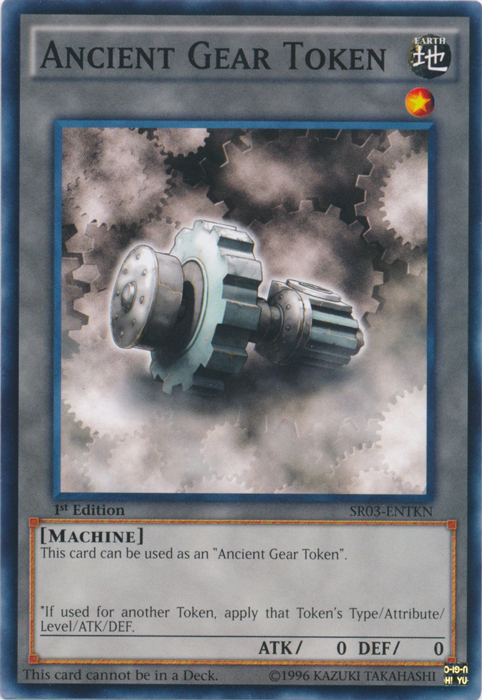 ANCIENT GEAR TOKEN
EARTH
地
1st Edition
SR03-ENTKN
[MACHINE]
This card can be used as an "Ancient Gear Token".
*If used for another Token, apply that Token's Type/Attribute/
Level/ATK/DEF.
ATK/ 0 DEF/ 0
This card cannot be in a Deck.
©1996 KAZUKI TAKAHASHI